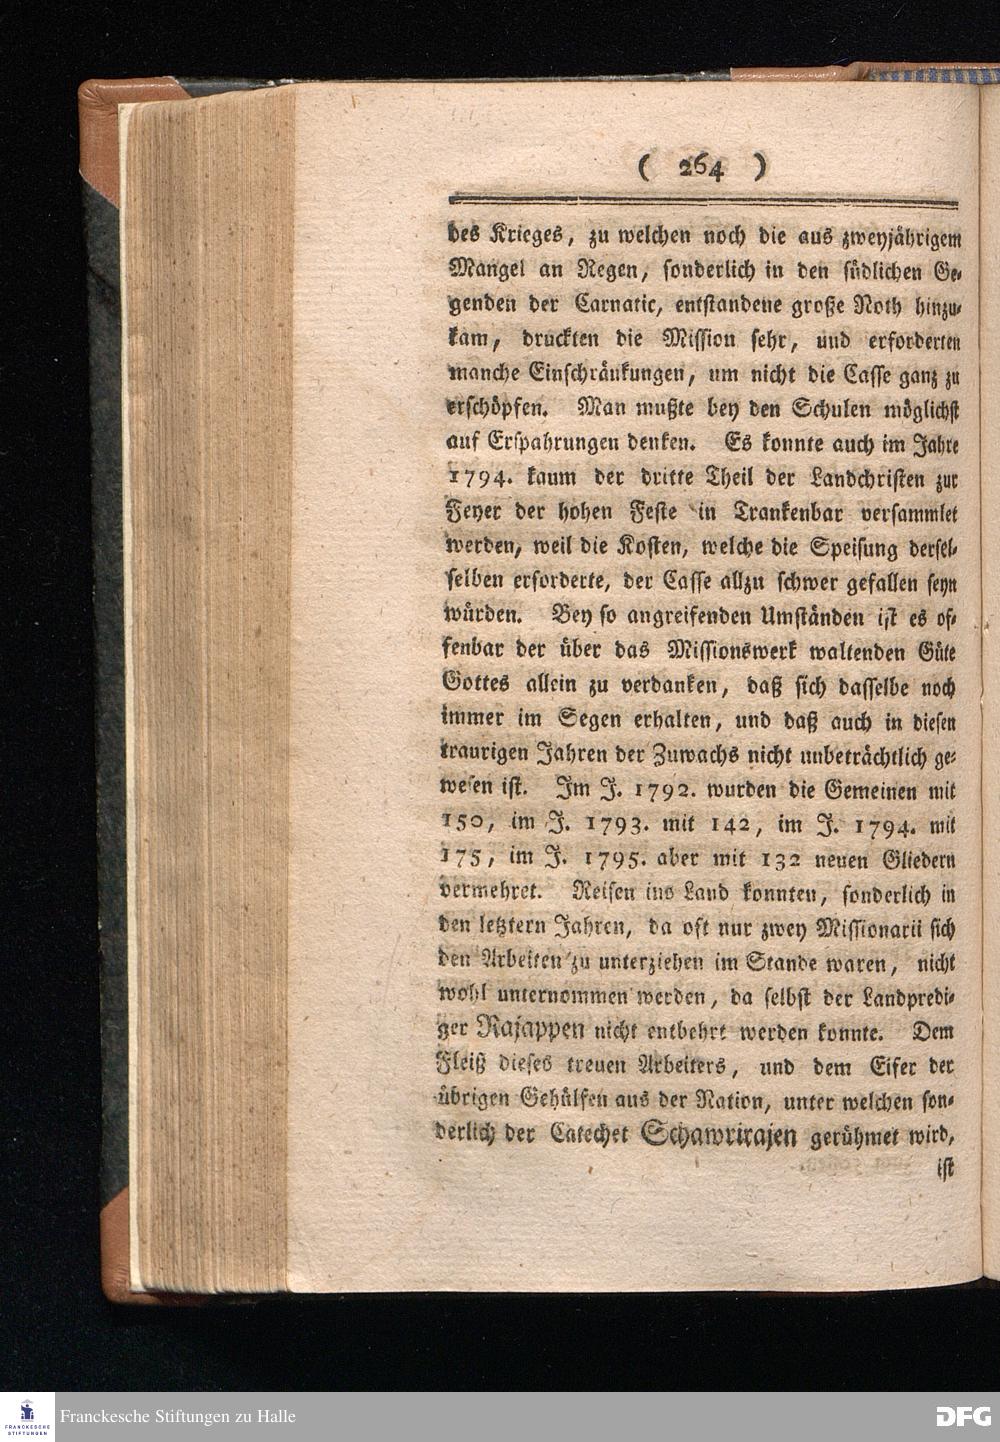 ( 264 )
des Krieges, zu welchen noch die aus zweyjährigem
Mangel an Regen, sonderlich in den südlichen Ge-
genden der Carnatic, entstandene große Noth hinzu-
kam, druckten die Mission sehr, und erforderten
manche Einschränkungen, um nicht die Casse ganz zu
erschöpfen. Man mußte bey den Schulen möglichst
auf Erspahrungen denken. Es konnte auch im Jahre
1794. kaum der dritte Theil der Landchristen zur
Feyer der hohen Feste in Trankenbar versammlet
werden, weil die Kosten, welche die Speisung dersel-
selben erforderte, der Casse allzu schwer gefallen seyn
würden. Bey so angreifenden Umständen ist es of-
fenbar der über das Missionswerk waltenden Güte
Gottes allein zu verdanken, daß sich dasselbe noch
immer im Segen erhalten, und daß auch in diesen
traurigen Jahren der Zuwachs nicht unbeträchtlich ge-
wesen ist. Im J. 1792. wurden die Gemeinen mit
150, im J. 1793. mit 142, im J. 1794. mit
175, im J. 1795. aber mit 132 neuen Gliedern
vermehret. Reisen ins Land konnten, sonderlich in
den letztern Jahren, da oft nur zwey Missionarii sich
den Arbeiten zu unterziehen im Stande waren, nicht
wohl unternommen werden, da selbst der Landpredi-
ger Rajappen nicht entbehrt werden konnte. Dem
Fleiß dieses treuen Arbeiters, und dem Eifer der
übrigen Gehülfen aus der Nation, unter welchen son-
derlich der Catechet Schawrirajen gerühmet wird,
ist
FRANCKESCHE
STIFTUNGEN
Franckesche Stiftungen zu Halle
DFG